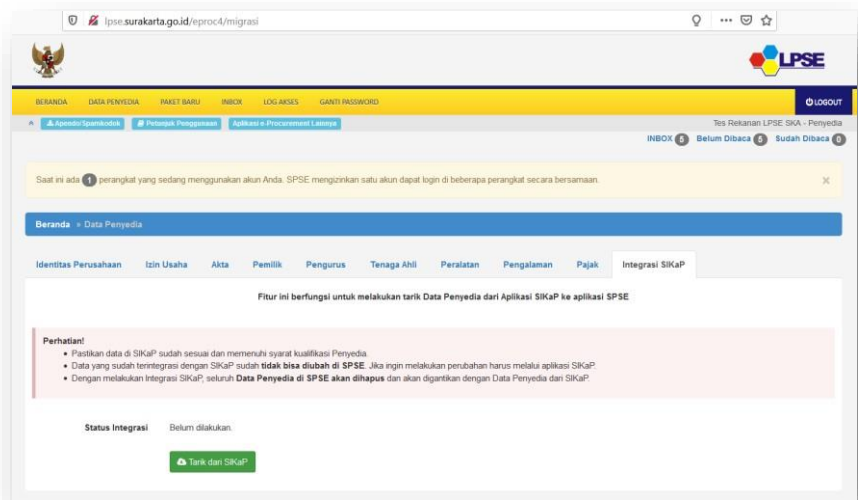 lpse.surakarta.go.id/eproc4/migrasi
LPSE
BERANDA DATA PENYEDIA PAKET BARU INBOX LOG AKSES GANTI PASSWORD LOGOUT
Apendo/Spamkodok Petunjuk Penggunaan Aplikasi e-Procurement Lainnya Tes Rekanan LPSE SKA - Penyedia
INBOX 5 Belum Dibaca 5 Sudah Dibaca 0
Saat ini ada 1 perangkat yang sedang menggunakan akun Anda. SPSE mengizinkan satu akun dapat login di beberapa perangkat secara bersamaan.
Beranda » Data Penyedia
Identitas Perusahaan Izin Usaha Akta Pemilik Pengurus Tenaga Ahli Peralatan Pengalaman Pajak Integrasi SIKaP
Fitur ini berfungsi untuk melakukan tarik Data Penyedia dari Aplikasi SIKaP ke aplikasi SPSE
Perhatian!
• Pastikan data di SIKaP sudah sesuai dan memenuhi syarat kualifikasi Penyedia.
• Data yang sudah terintegrasi dengan SIKaP sudah tidak bisa diubah di SPSE. Jika ingin melakukan perubahan harus melalui aplikasi SIKaP.
• Dengan melakukan Integrasi SIKaP, seluruh Data Penyedia di SPSE akan dihapus dan akan digantikan dengan Data Penyedia dari SIKaP.
Status Integrasi Belum dilakukan.
Tarik dari SIKaP